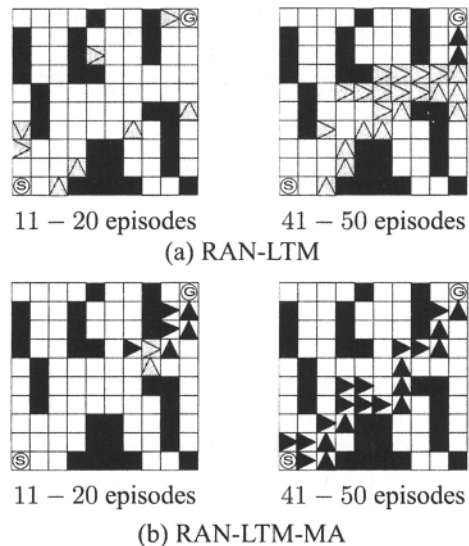 G G
S S
11 − 20 episodes 41 − 50 episodes
(a) RAN-LTM
G G
S S
11 − 20 episodes 41 − 50 episodes
(b) RAN-LTM-MA